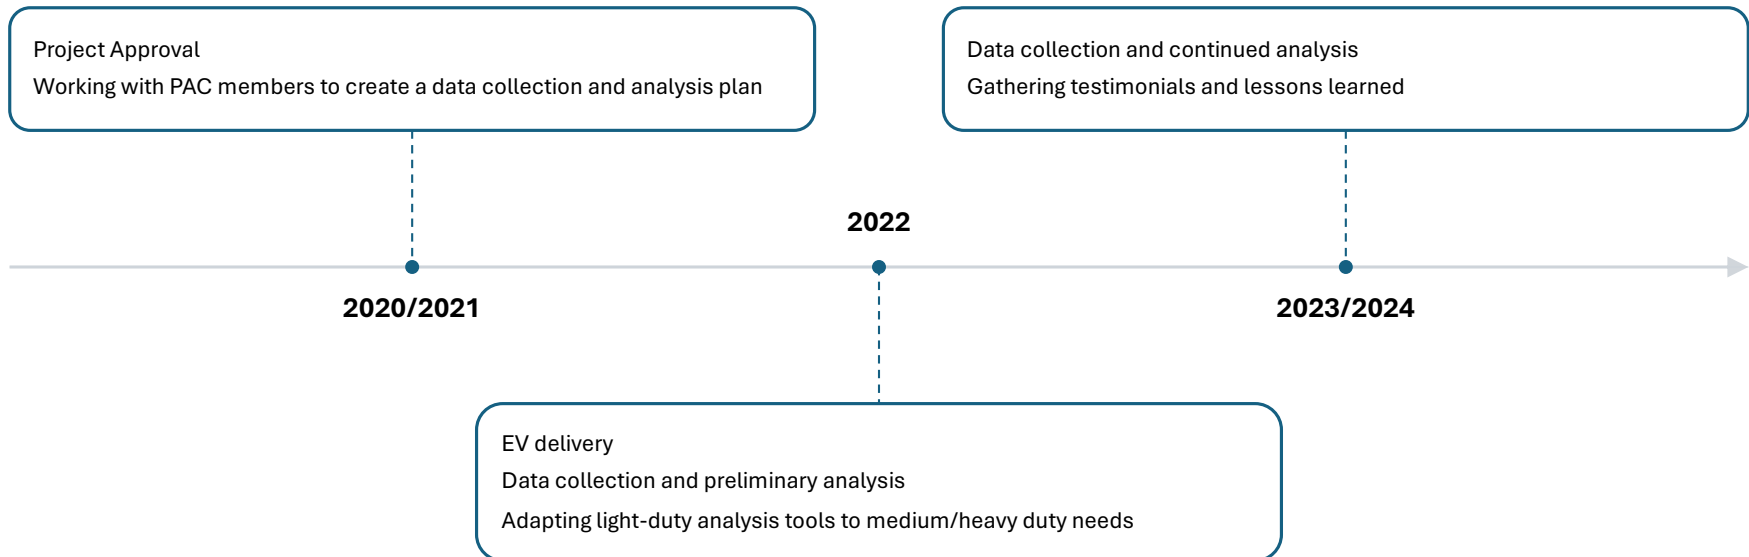 Project Approval
Working with PAC members to create a data collection and analysis plan
Data collection and continued analysis
Gathering testimonials and lessons learned
2022
2020/2021
2023/2024
EV delivery
Data collection and preliminary analysis
Adapting light-duty analysis tools to medium/heavy duty needs